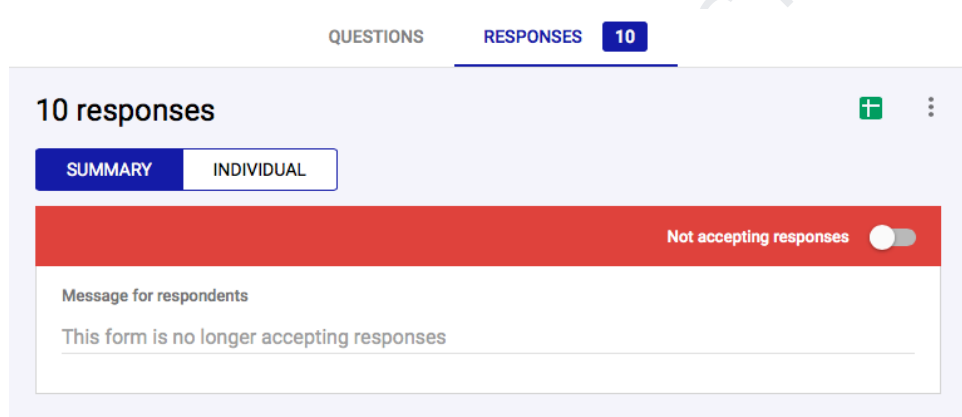 QUESTIONS RESPONSES 10
10 responses
SUMMARY INDIVIDUAL
Not accepting responses
Message for respondents
This form is no longer accepting responses